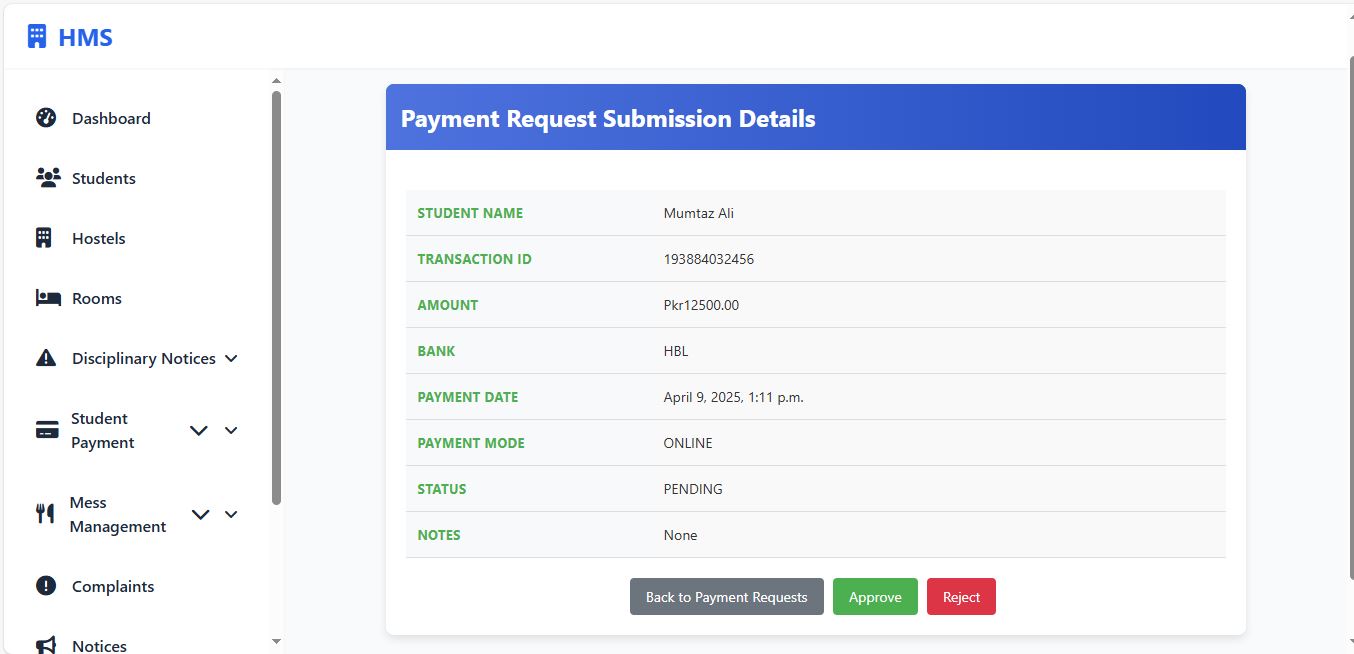 HMS
Dashboard
Students
Hostels
Rooms
Disciplinary Notices
Student
Payment
Mess
Management
Complaints
Notices
Payment Request Submission Details
STUDENT NAME Mumtaz Ali
TRANSACTION ID 193884032456
AMOUNT Pkr12500.00
BANK HBL
PAYMENT DATE April 9, 2025, 1:11 p.m.
PAYMENT MODE ONLINE
STATUS PENDING
NOTES None
Back to Payment Requests Approve Reject